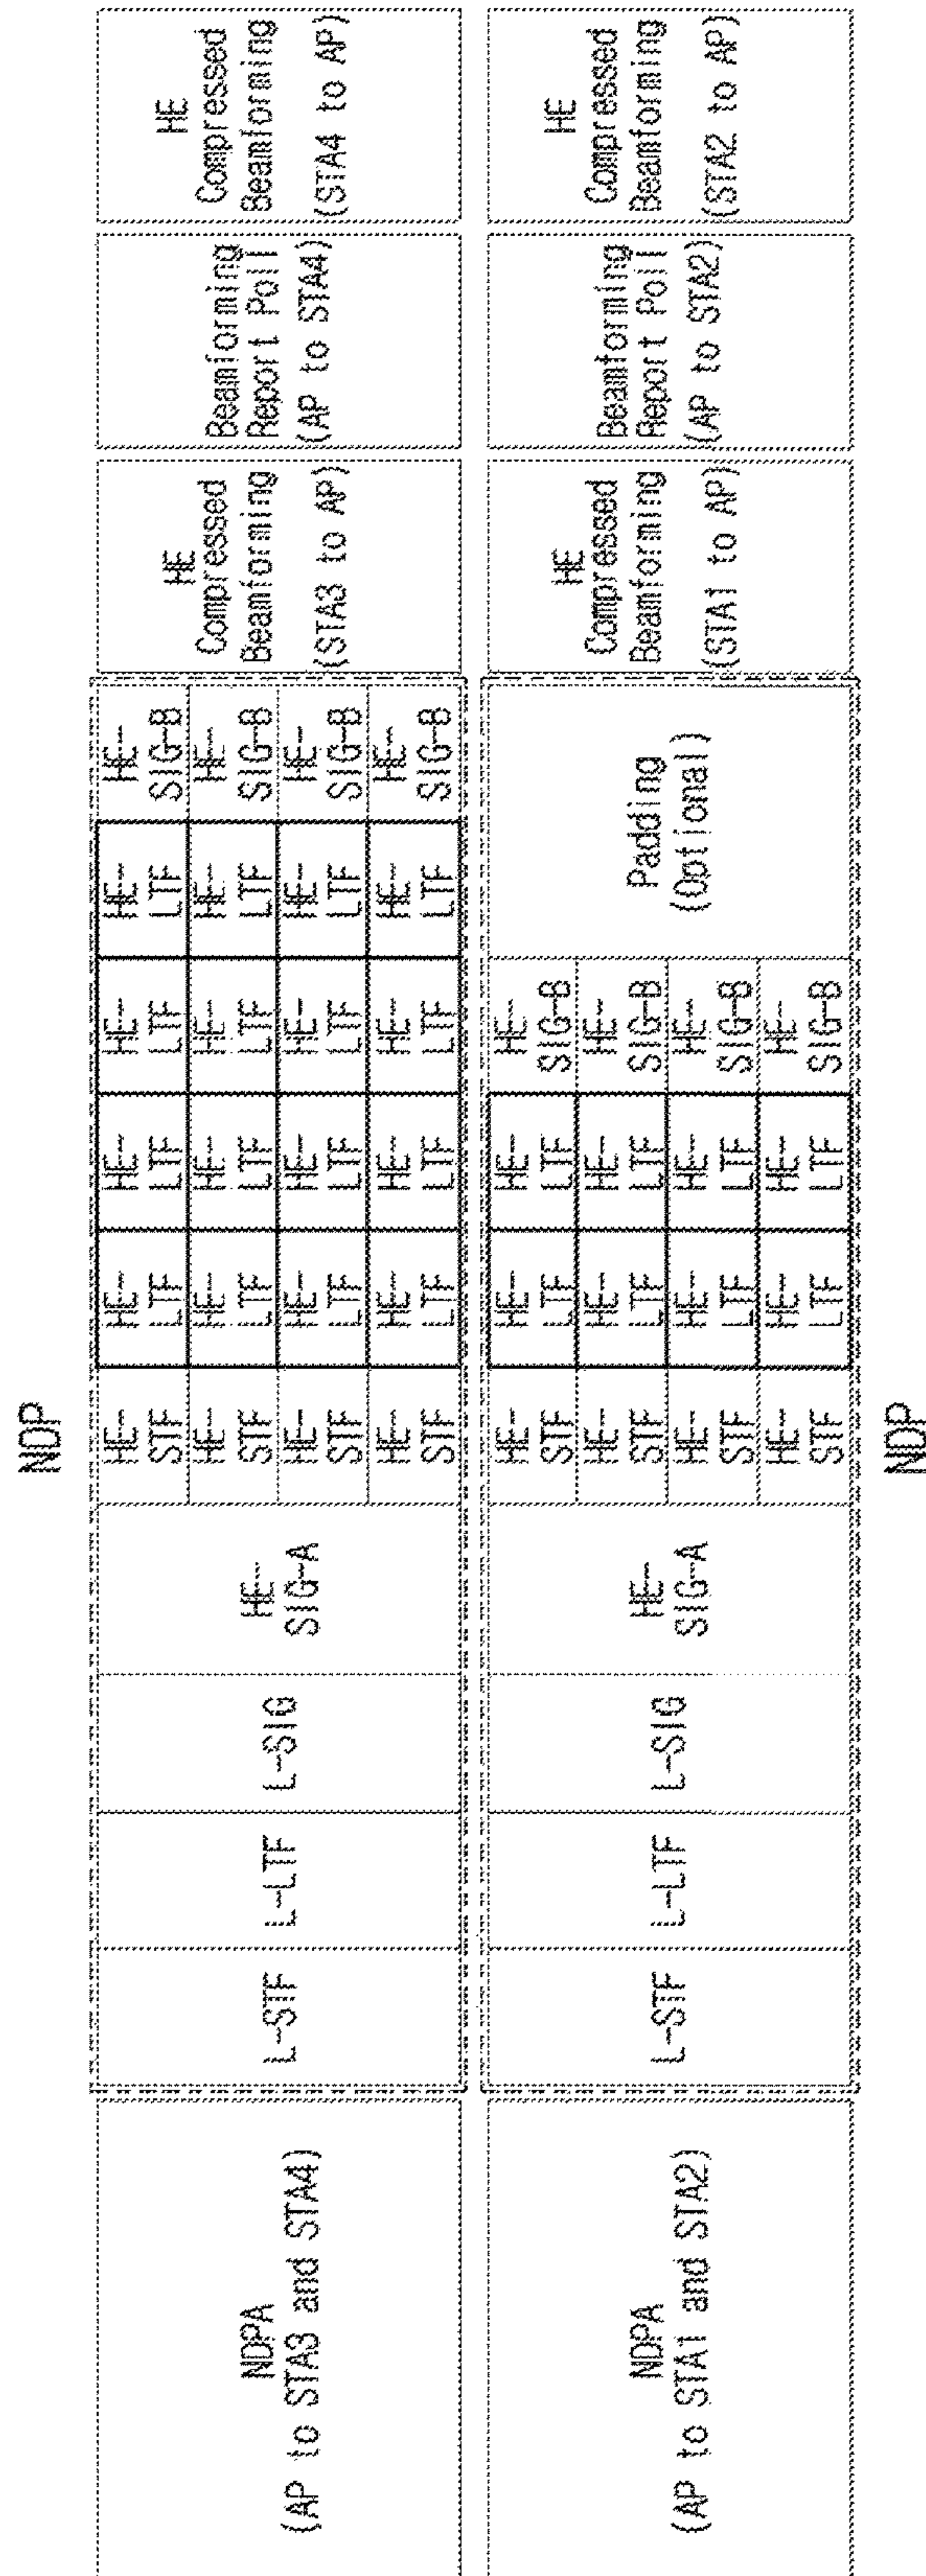 NDP
NDPA
(AP to STA3 and STA4)
L-STF
L-LTF
L-SIG
HE-
SIG-A
HE-
STF
HE-
STF
HE-
STF
HE-
STF
HE-
LTF
HE-
LTF
HE-
LTF
HE-
LTF
HE-
LTF
HE-
LTF
HE-
LTF
HE-
LTF
HE-
LTF
HE-
LTF
HE-
LTF
HE-
LTF
HE-
LTF
HE-
LTF
HE-
LTF
HE-
LTF
HE-
SIG-B
HE-
SIG-B
HE-
SIG-B
HE-
SIG-B
HE
Compressed
Beamforming
(STA3 to AP)
Beamforming
Report Poll
(AP to STA4)
HE
Compressed
Beamforming
(STA4 to AP)
NDPA
(AP to STA1 and STA2)
L-STF
L-LTF
L-SIG
HE-
SIG-A
HE-
STF
HE-
STF
HE-
STF
HE-
STF
HE-
LTF
HE-
LTF
HE-
LTF
HE-
LTF
HE-
LTF
HE-
LTF
HE-
LTF
HE-
LTF
HE-
SIG-B
HE-
SIG-B
HE-
SIG-B
HE-
SIG-B
Padding
(Optional)
HE
Compressed
Beamforming
(STA1 to AP)
Beamforming
Report Poll
(AP to STA2)
HE
Compressed
Beamforming
(STA2 to AP)
NDP